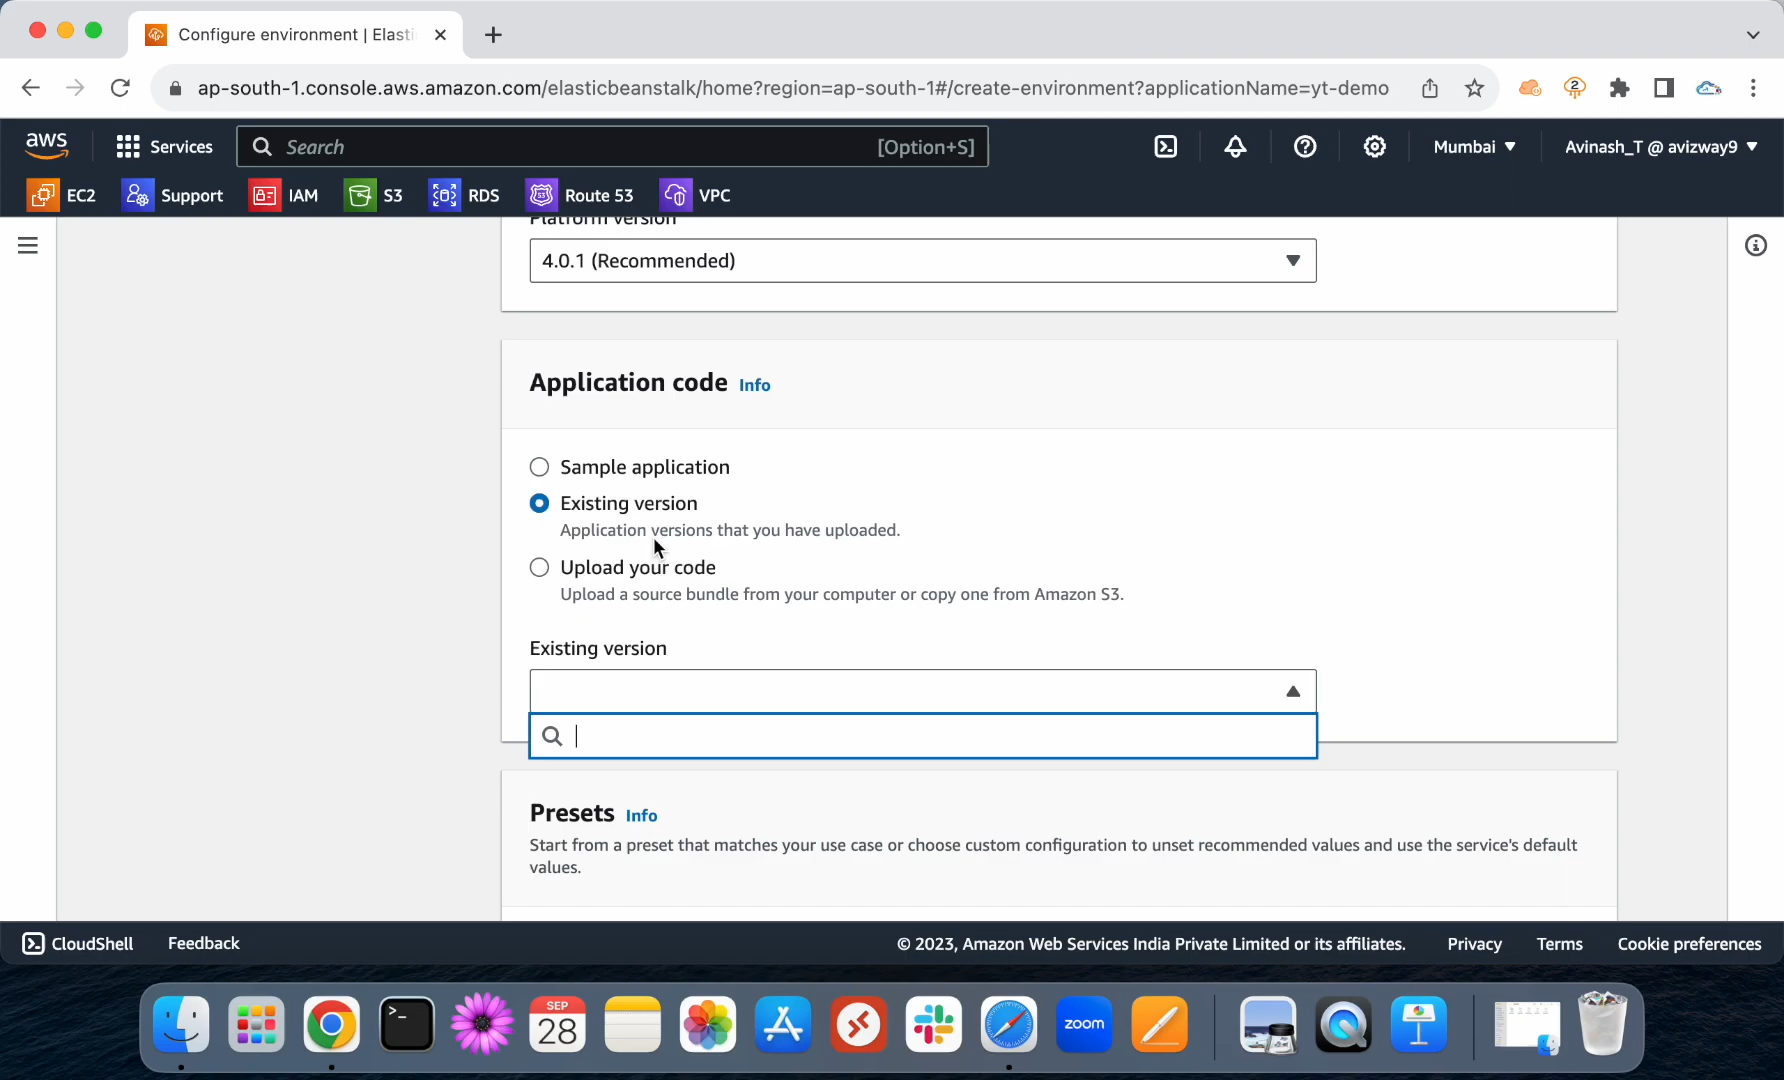 Configure environment | Elasti
ap-south-1.console.aws.amazon.com/elasticbeanstalk/home?region=ap-south-1#/create-environment?applicationName=yt-demo
2
aws
Services
Search
[Option+S]
Mumbai
Avinash_T @ avizway9
EC2
Support
IAM
S3
RDS
53
Route 53
VPC
Platform version
4.0.1 (Recommended)
Application code Info
Sample application
Existing version
Application versions that you have uploaded.
Upload your code
Upload a source bundle from your computer or copy one from Amazon S3.
Existing version
Presets Info
Start from a preset that matches your use case or choose custom configuration to unset recommended values and use the service's default
values.
CloudShell
Feedback
© 2023, Amazon Web Services India Private Limited or its affiliates.
Privacy
Terms
Cookie preferences
SEP
28
zoom